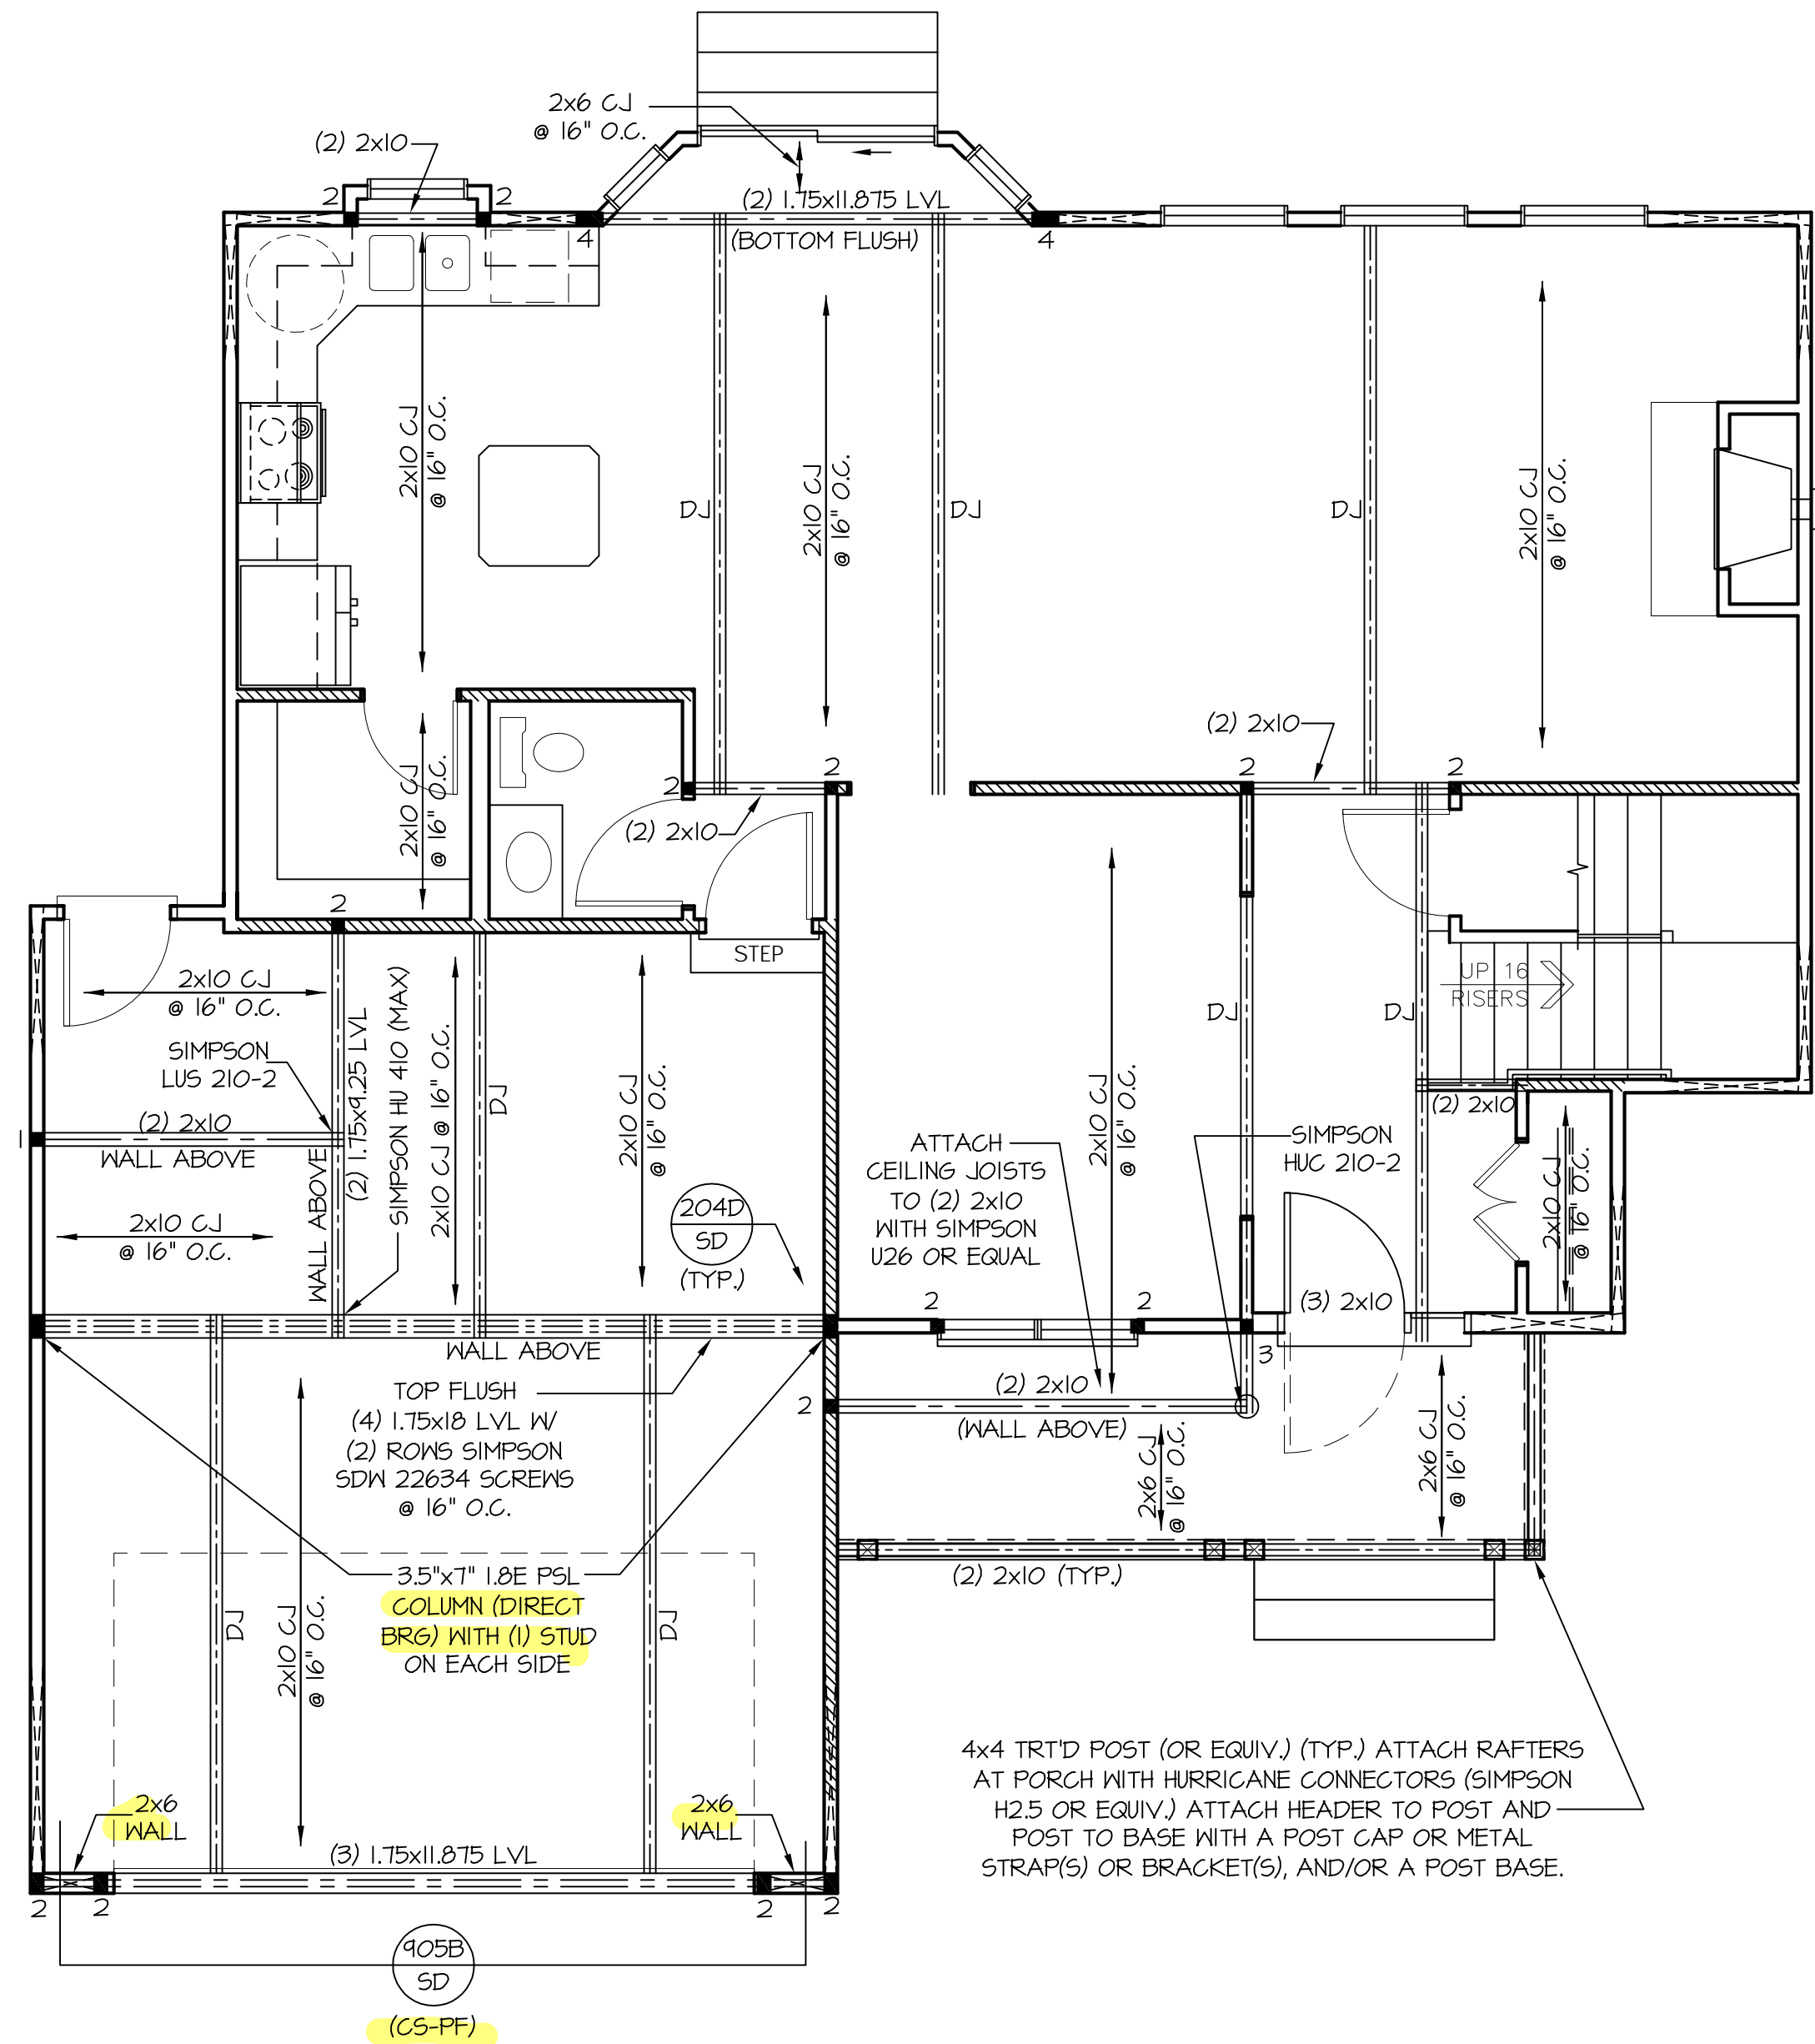 2x6 CJ
@ 16" O.C.
(2) 2x10
2
2
(2) 1.75x11.875 LVL
(BOTTOM FLUSH)
4
4
2x10 CJ
@ 16" O.C.
DJ
2x10 CJ
@ 16" O.C.
DJ
DJ
2x10 CJ
@ 16" O.C.
2x10 CJ
@ 16" O.C.
2
2
(2) 2x10
(2) 2x10
2
2
2
STEP
2x10 CJ
@ 16" O.C.
SIMPSON
LUS 210-2
(2) 2x10
WALL ABOVE
1
2x10 CJ
@ 16" O.C.
WALL ABOVE
(2) 1.75x9.25 LVL
SIMPSON HU 410 (MAX)
2x10 CJ @ 16" O.C.
DJ
2x10 CJ
@ 16" O.C.
204D
SD
(TYP.)
2x10 CJ
@ 16" O.C.
DJ
DJ
UP 16
RISERS
(2) 2x10
2x10 CJ
@ 16" O.C.
ATTACH
CEILING JOISTS
TO (2) 2x10
WITH SIMPSON
U26 OR EQUAL
SIMPSON
HUC 210-2
2
2
(3) 2x10
3
WALL ABOVE
TOP FLUSH
(4) 1.75x18 LVL W/
(2) ROWS SIMPSON
SDW 22634 SCREWS
@ 16" O.C.
2
(2) 2x10
(WALL ABOVE)
2x6 CJ
@ 16" O.C.
2x6 CJ
@ 16" O.C.
(2) 2x10 (TYP.)
3.5"x7" 1.8E PSL
COLUMN (DIRECT
BRG) WITH (1) STUD
ON EACH SIDE
2x10 CJ
@ 16" O.C.
DJ
DJ
4x4 TRT'D POST (OR EQUIV.) (TYP.) ATTACH RAFTERS
AT PORCH WITH HURRICANE CONNECTORS (SIMPSON
H2.5 OR EQUIV.) ATTACH HEADER TO POST AND
POST TO BASE WITH A POST CAP OR METAL
STRAP(S) OR BRACKET(S), AND/OR A POST BASE.
2x6
WALL
2x6
WALL
(3) 1.75x11.875 LVL
2
2
2
2
905B
SD
(CS-PF)